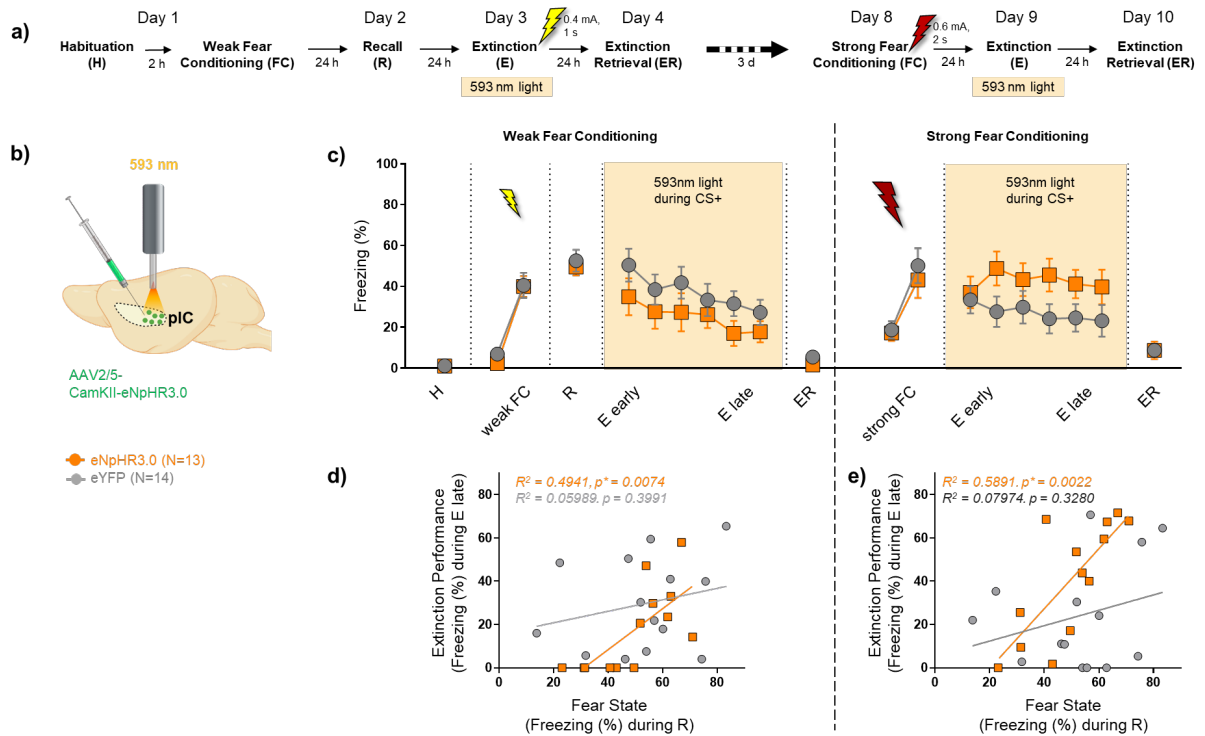 a)
Day 1
Day 2
Day 3
Day 4
Day 8
Day 9
Day 10
Habituation
(H)
2 h
Weak Fear
Conditioning (FC)
24 h
Recall
(R)
24 h
Extinction
(E)
593 nm light
0.4 mA,
1 s
24 h
Extinction
Retrieval (ER)
3 d
Strong Fear
Conditioning (FC)
0.6 mA,
2 s
24 h
Extinction
(E)
593 nm light
24 h
Extinction
Retrieval (ER)
b)
593 nm
pIC
AAV2/5-
CamKII-eNpHR3.0
eNpHR3.0 (N=13)
eYFP (N=14)
c)
Weak Fear Conditioning
Strong Fear Conditioning
Freezing (%)
100
80
60
40
20
0
593nm light
during CS+
593nm light
during CS+
H
weak FC
R
E early
E late
ER
strong FC
E early
E late
ER
d)
R² = 0.4941, p* = 0.0074
R² = 0.05989. p = 0.3991
Extinction Performance
(Freezing (%) during E late)
80
60
40
20
0
0 20 40 60 80
Fear State
(Freezing (%) during R)
e)
R² = 0.5891, p* = 0.0022
R² = 0.07974. p = 0.3280
Extinction Performance
(Freezing (%) during E late)
80
60
40
20
0
0 20 40 60 80
Fear State
(Freezing (%) during R)